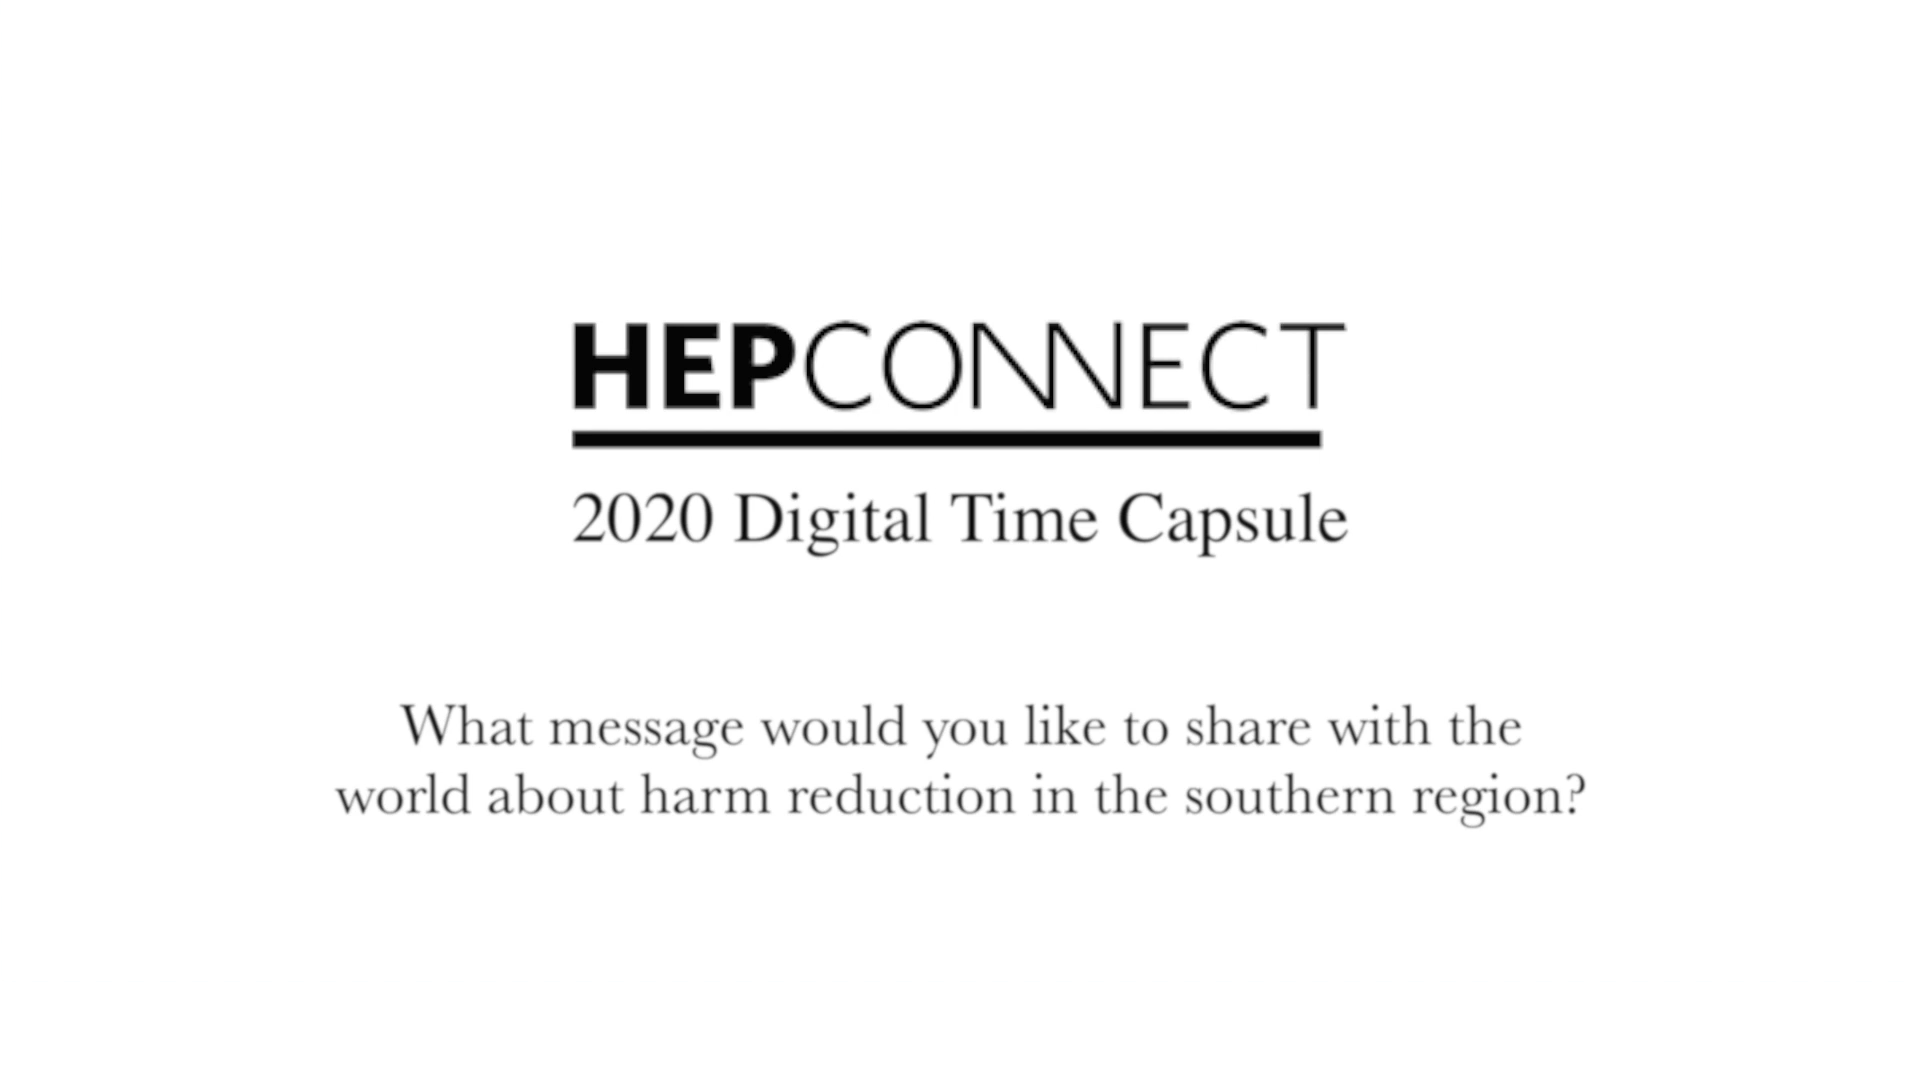 HEPCONNECT
2020 Digital Time Capsule
What message would you like to share with the
world about harm reduction in the southern region?